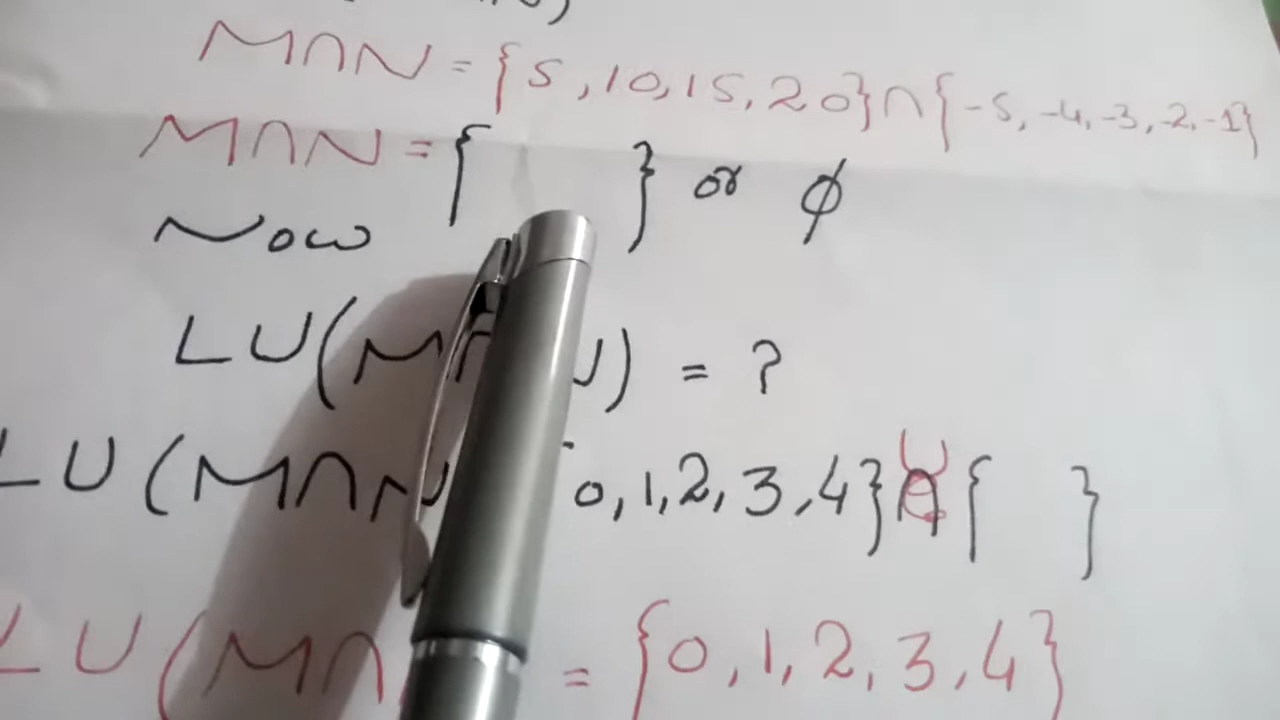 M∩N = {5, 10, 15, 20} ∩ {-5, -4, -3, -2, -1}
M∩N = { } or ϕ
Now
LU(M∩N) = ?
LU(M∩N 0, 1, 2, 3, 4} ∪ { }
LU(M∩ = {0, 1, 2, 3, 4}